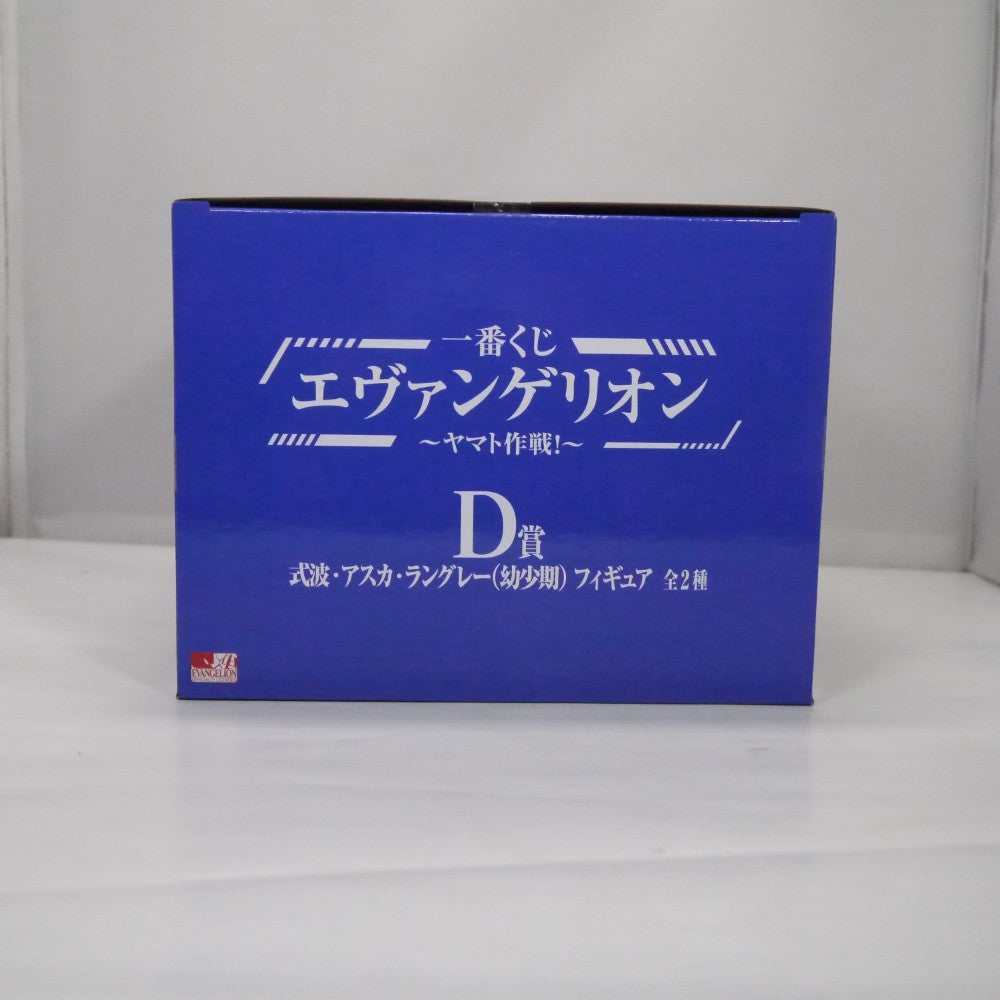 一番くじ
エヴァンゲリオン
～ヤマト作戦!～
D賞
式波・アスカ・ラングレー(幼少期) フィギュア 全2種
EVANGELION